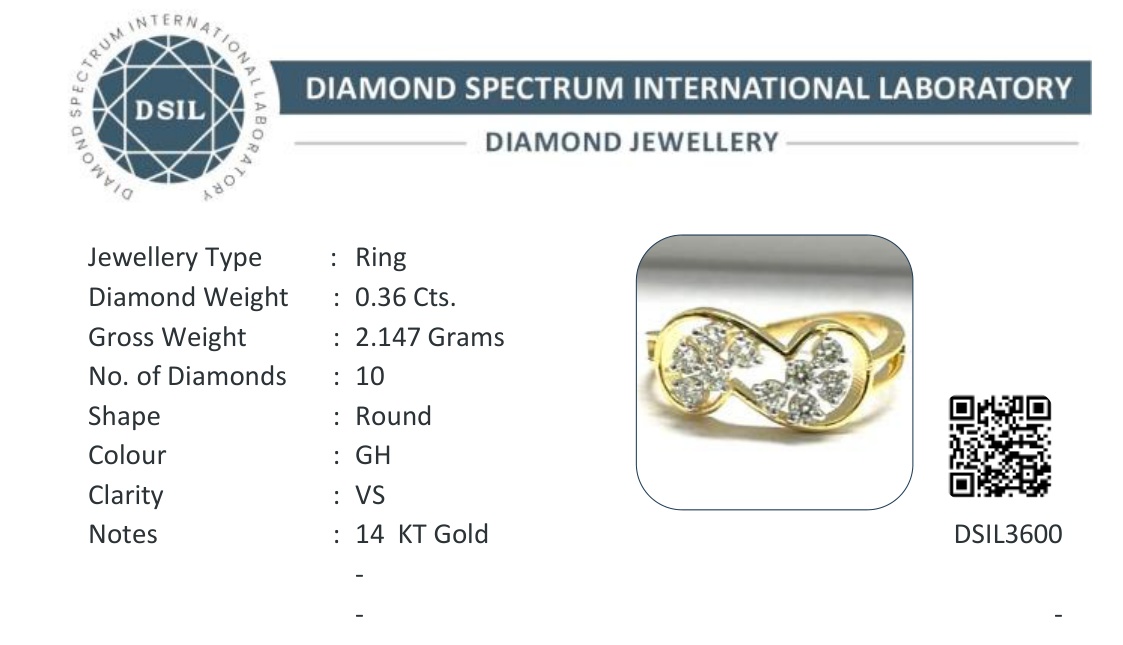 DIAMOND SPECTRUM INTERNATIONAL LABORATORY
DSIL
DIAMOND SPECTRUM INTERNATIONAL LABORATORY
DIAMOND JEWELLERY
Jewellery Type : Ring
Diamond Weight : 0.36 Cts.
Gross Weight : 2.147 Grams
No. of Diamonds : 10
Shape : Round
Colour : GH
Clarity : VS
Notes : 14 KT Gold
DSIL3600
-
-
-